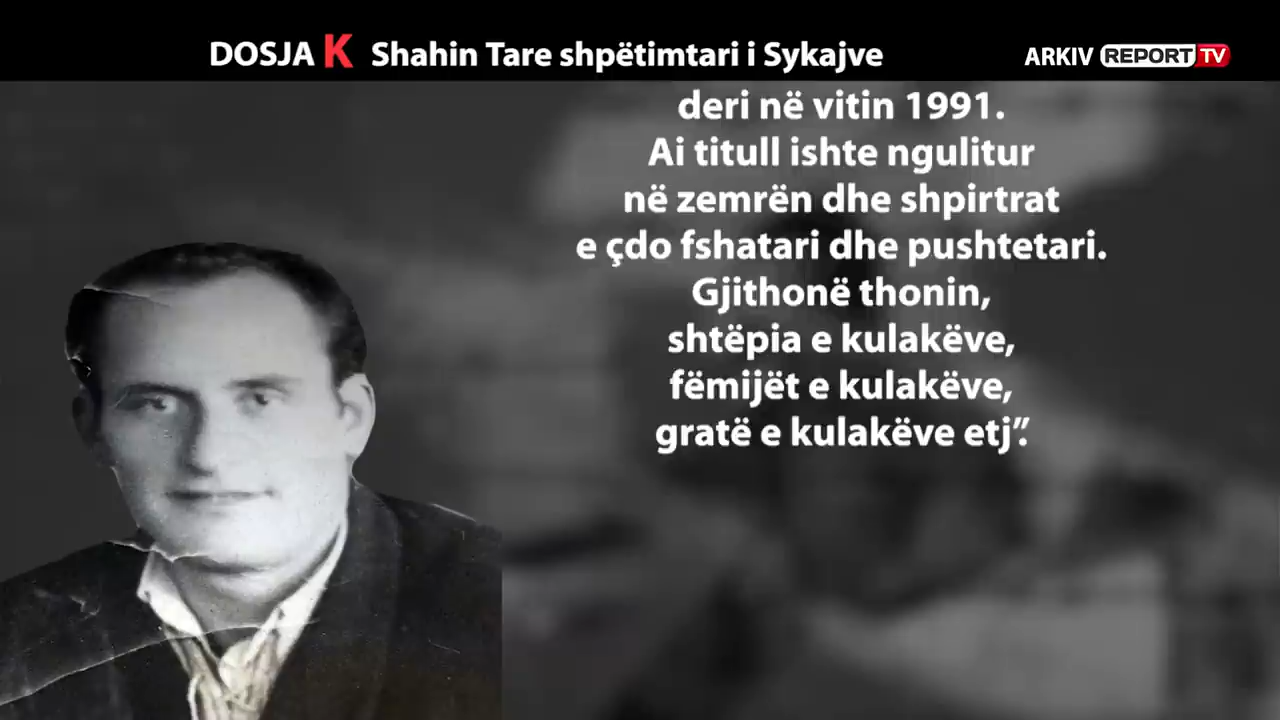 DOSJA K Shahin Tare shpëtimtari i Sykajve
ARKIV REPORT TV
deri në vitin 1991.
Ai titull ishte ngulitur
në zemrën dhe shpirtrat
e çdo fshatari dhe pushtetari.
Gjithonë thonin,
shtëpia e kulakëve,
fëmijët e kulakëve,
gratë e kulakëve etj”.